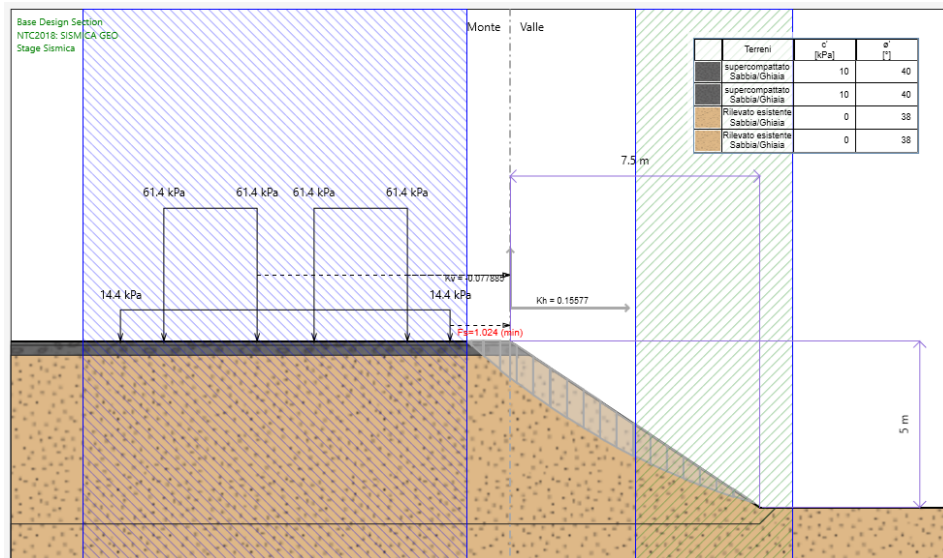 Base Design Section
NTC2018: SISMICA GEO
Stage Sismica
Monte
Valle
Terreni
c'
[kPa]
ø'
[°]
supercompattato
Sabbia/Ghiaia
10
40
supercompattato
Sabbia/Ghiaia
10
40
Rilevato esistente
Sabbia/Ghiaia
0
38
Rilevato esistente
Sabbia/Ghiaia
0
38
7.5 m
61.4 kPa
61.4 kPa
61.4 kPa
61.4 kPa
Kv = -0.077885
14.4 kPa
14.4 kPa
Kh = 0.15577
Fs=1.024 (min)
5 m